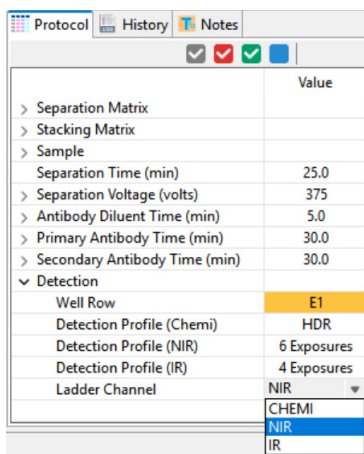 Protocol History Notes
Value
Separation Matrix
Stacking Matrix
Sample
Separation Time (min) 25.0
Separation Voltage (volts) 375
Antibody Diluent Time (min) 5.0
Primary Antibody Time (min) 30.0
Secondary Antibody Time (min) 30.0
Detection
Well Row E1
Detection Profile (Chemi) HDR
Detection Profile (NIR) 6 Exposures
Detection Profile (IR) 4 Exposures
Ladder Channel NIR
CHEMI
NIR
IR